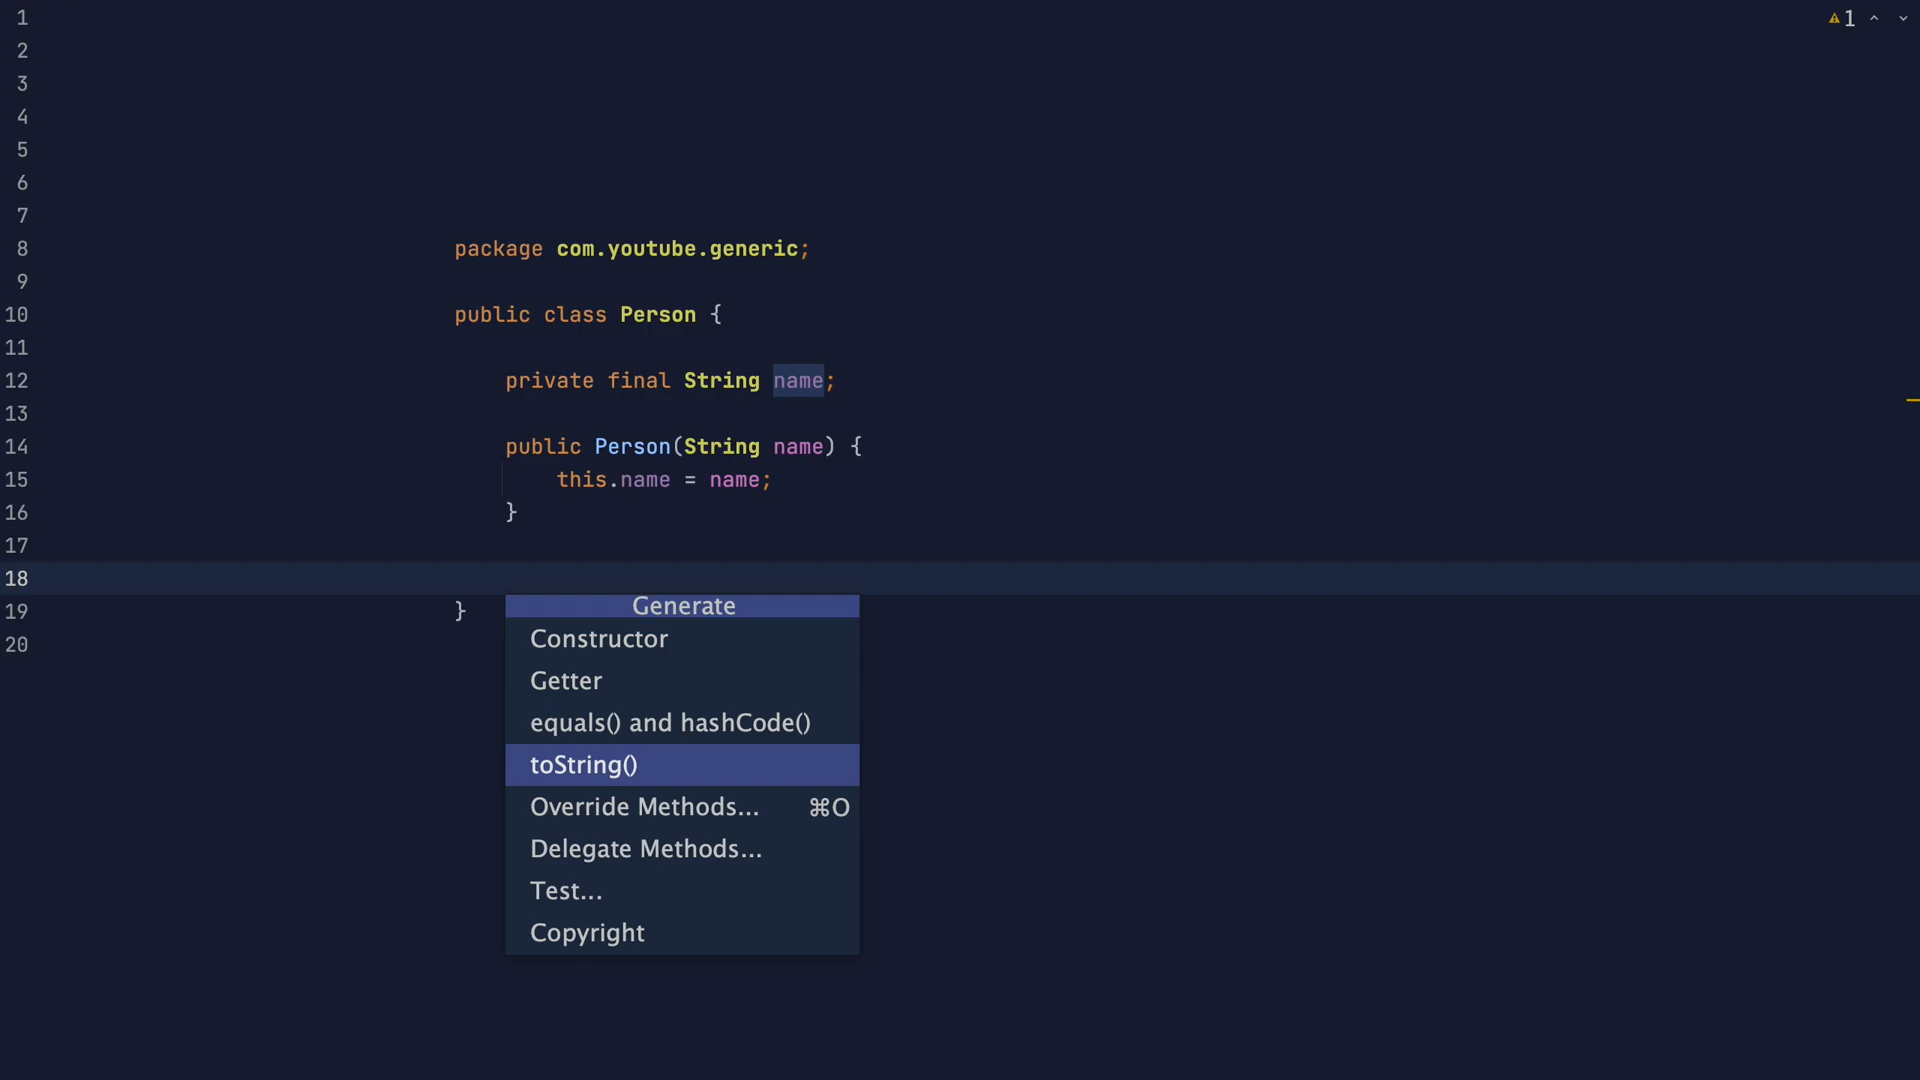 1
⚠1
2
3
4
5
6
7
8 package com.youtube.generic;
9
10 public class Person {
11
12 private final String name;
13
14 public Person(String name) {
15 this.name = name;
16 }
17
18
19 }
20
Generate
Constructor
Getter
equals() and hashCode()
toString()
Override Methods... ⌘O
Delegate Methods...
Test...
Copyright